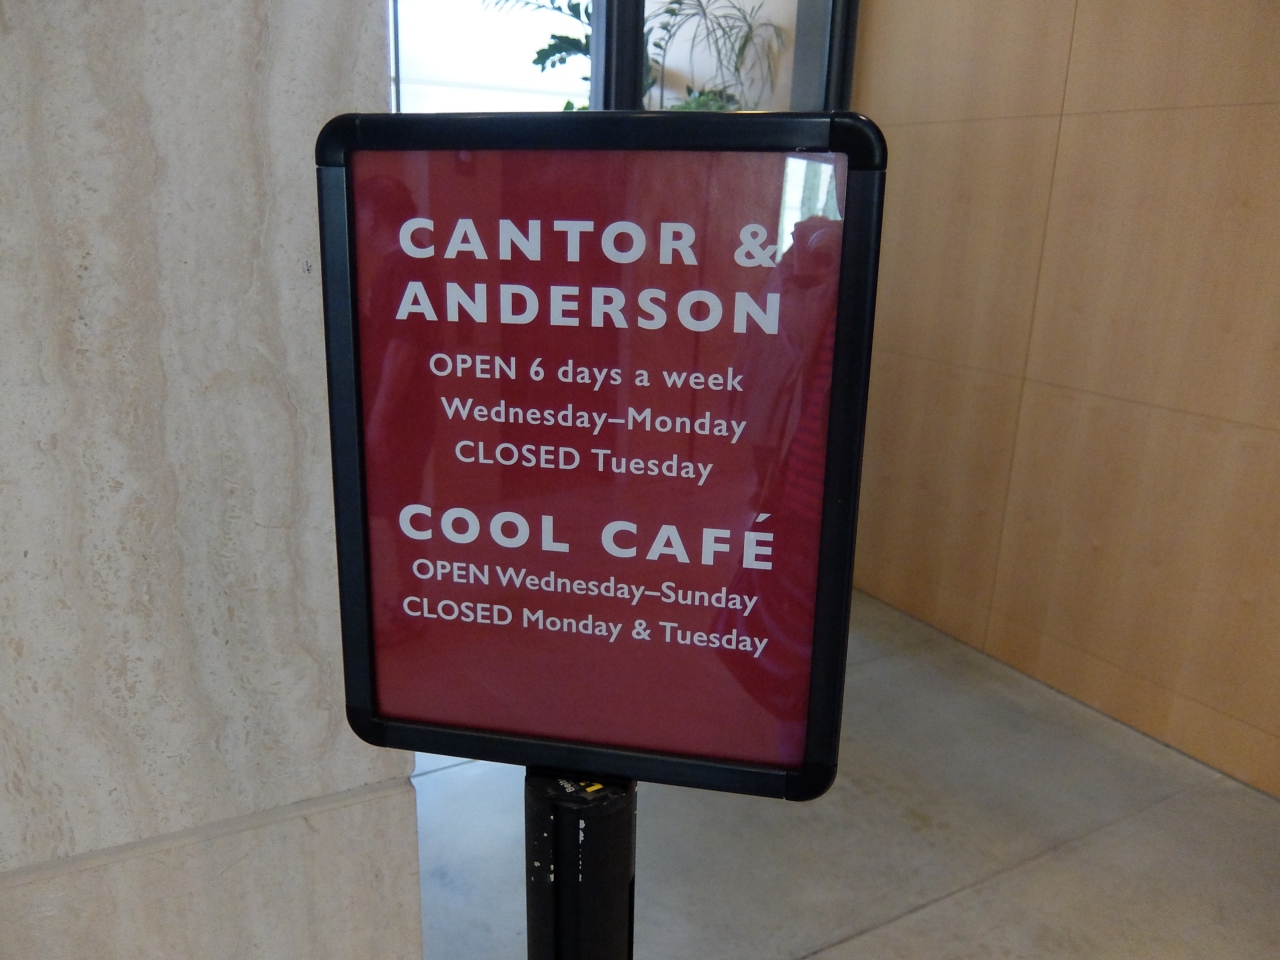 CANTOR &
ANDERSON
OPEN 6 days a week
Wednesday–Monday
CLOSED Tuesday
COOL CAFÉ
OPEN Wednesday–Sunday
CLOSED Monday & Tuesday